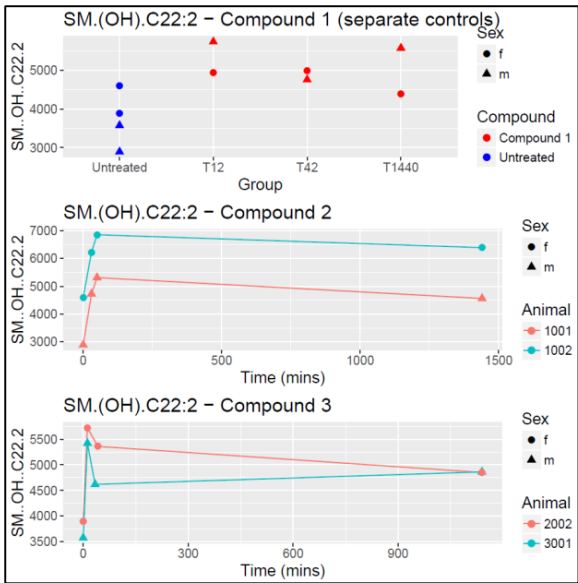 SM.(OH).C22:2 − Compound 1 (separate controls)
SM..OH..C22.2
5000
4000
3000
Untreated T12 T42 T1440
Group
Sex
f
m
Compound
Compound 1
Untreated
SM.(OH).C22:2 − Compound 2
SM..OH..C22.2
7000
6000
5000
4000
3000
0 500 1000 1500
Time (mins)
Sex
f
m
Animal
1001
1002
SM.(OH).C22:2 − Compound 3
SM..OH..C22.2
5500
5000
4500
4000
3500
0 300 600 900
Time (mins)
Sex
f
m
Animal
2002
3001